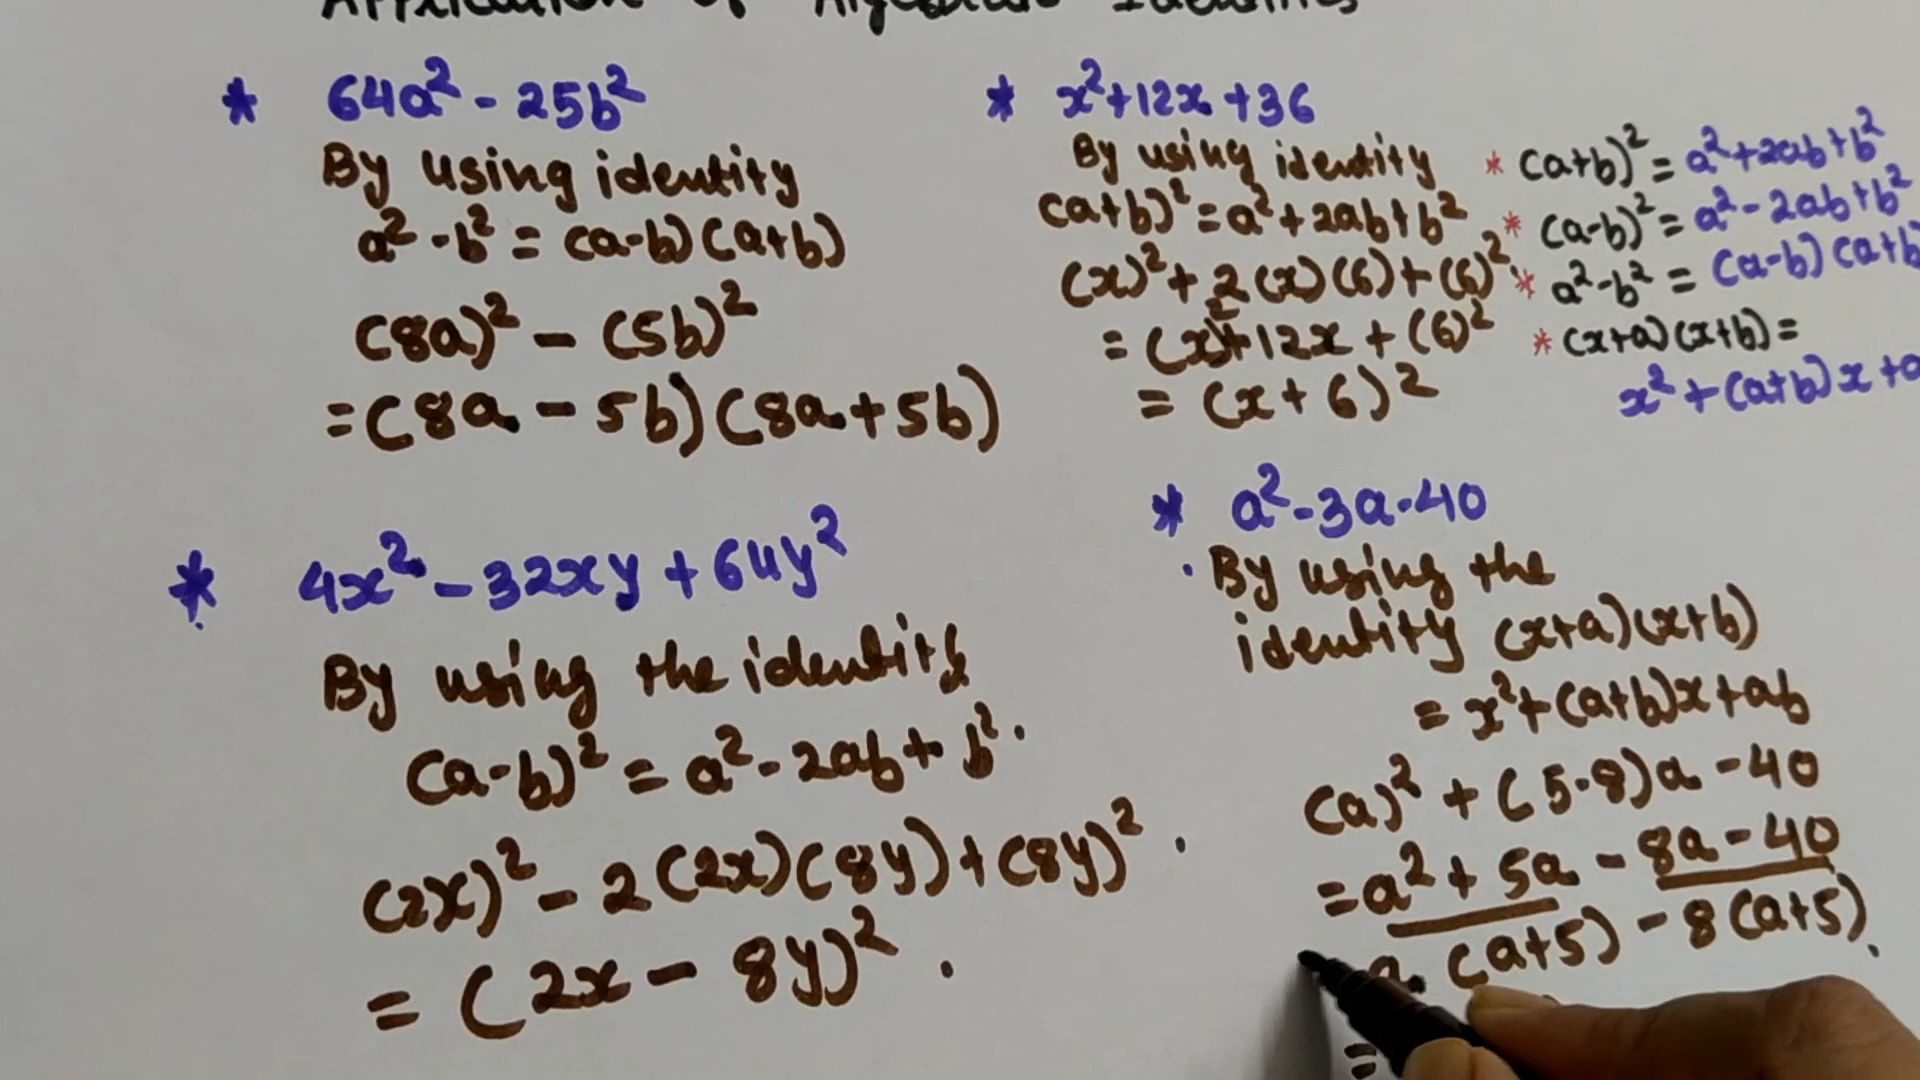 Application of Algebraic Identities
* 64a² - 25b²
By using identity
a² - b² = (a-b)(a+b)
(8a)² - (5b)²
= (8a - 5b)(8a + 5b)
* x² + 12x + 36
By using identity
(a+b)² = a² + 2ab + b²
(x)² + 2(x)(6) + (6)²
= (x)² + 12x + (6)²
= (x + 6)²
* (a+b)² = a² + 2ab + b²
* (a-b)² = a² - 2ab + b²
* a² - b² = (a-b)(a+b
* (x+a)(x+b) =
x² + (a+b)x +
* 4x² - 32xy + 64y²
By using the identity
(a-b)² = a² - 2ab + b².
(2x)² - 2(2x)(8y) + (8y)².
= (2x - 8y)².
* a² - 3a - 40
By using the
identity (x+a)(x+b)
= x² + (a+b)x + ab
(a)² + (5-8)a - 40
= a² + 5a - 8a - 40
a (a+5) - 8(a+5).
=